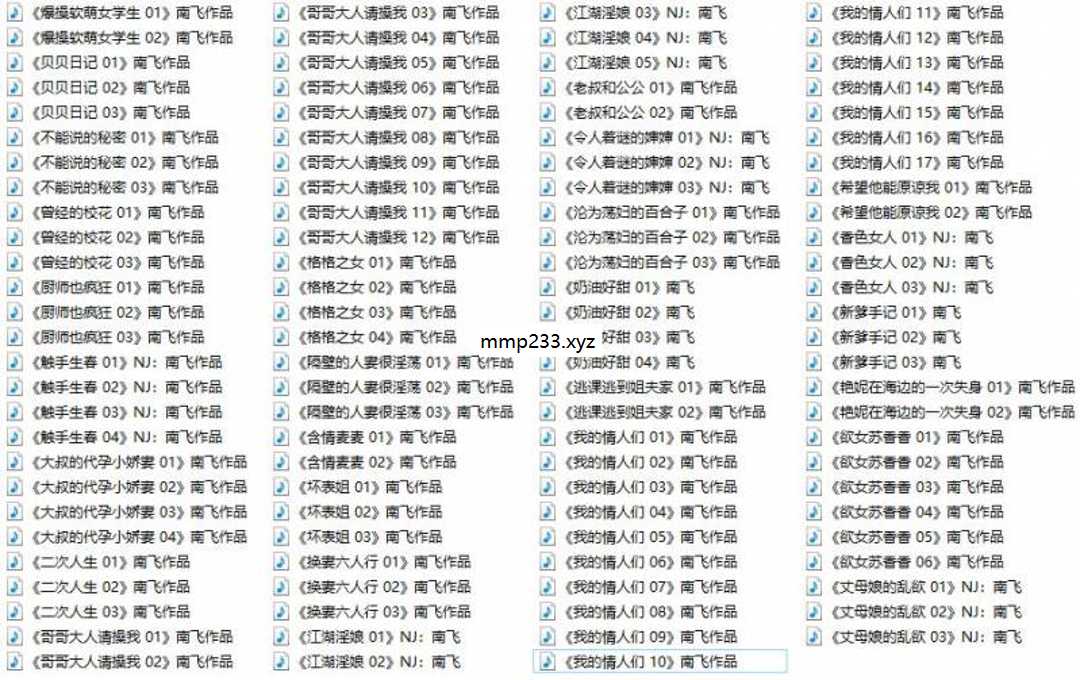 《爆操软萌女学生 01》南飞作品
《爆操软萌女学生 02》南飞作品
《贝贝日记 01》南飞作品
《贝贝日记 02》南飞作品
《贝贝日记 03》南飞作品
《不能说的秘密 01》南飞作品
《不能说的秘密 02》南飞作品
《不能说的秘密 03》南飞作品
《曾经的校花 01》南飞作品
《曾经的校花 02》南飞作品
《曾经的校花 03》南飞作品
《厨师也疯狂 01》南飞作品
《厨师也疯狂 02》南飞作品
《厨师也疯狂 03》南飞作品
《触手生春 01》NJ：南飞作品
《触手生春 02》NJ：南飞作品
《触手生春 03》NJ：南飞作品
《触手生春 04》NJ：南飞作品
《大叔的代孕小娇妻 01》南飞作品
《大叔的代孕小娇妻 02》南飞作品
《大叔的代孕小娇妻 03》南飞作品
《大叔的代孕小娇妻 04》南飞作品
《二次人生 01》南飞作品
《二次人生 02》南飞作品
《二次人生 03》南飞作品
《哥哥大人请操我 01》南飞作品
《哥哥大人请操我 02》南飞作品
《哥哥大人请操我 03》南飞作品
《哥哥大人请操我 04》南飞作品
《哥哥大人请操我 05》南飞作品
《哥哥大人请操我 06》南飞作品
《哥哥大人请操我 07》南飞作品
《哥哥大人请操我 08》南飞作品
《哥哥大人请操我 09》南飞作品
《哥哥大人请操我 10》南飞作品
《哥哥大人请操我 11》南飞作品
《哥哥大人请操我 12》南飞作品
《格格之女 01》南飞作品
《格格之女 02》南飞作品
《格格之女 03》南飞作品
《格格之女 04》南飞作品
《隔壁的人妻很淫荡 01》南飞作品
《隔壁的人妻很淫荡 02》南飞作品
《隔壁的人妻很淫荡 03》南飞作品
《含情麦麦 01》南飞作品
《含情麦麦 02》南飞作品
《坏表姐 01》南飞作品
《坏表姐 02》南飞作品
《坏表姐 03》南飞作品
《换妻六人行 01》南飞作品
《换妻六人行 02》南飞作品
《换妻六人行 03》南飞作品
《江湖淫娘 01》NJ：南飞
《江湖淫娘 02》NJ：南飞
《江湖淫娘 03》NJ：南飞
《江湖淫娘 04》NJ：南飞
《江湖淫娘 05》NJ：南飞
《老叔和公公 01》南飞作品
《老叔和公公 02》南飞作品
《令人着谜的婶婶 01》NJ：南飞
《令人着谜的婶婶 02》NJ：南飞
《令人着谜的婶婶 03》NJ：南飞
《沦为荡妇的百合子 01》南飞作品
《沦为荡妇的百合子 02》南飞作品
《沦为荡妇的百合子 03》南飞作品
《奶油好甜 01》南飞
《奶油好甜 02》南飞
mmp233.xyz
好甜 03》南飞
《奶油好甜 04》南飞
《逃课逃到姐夫家 01》南飞作品
《逃课逃到姐夫家 02》南飞作品
《我的情人们 01》南飞作品
《我的情人们 02》南飞作品
《我的情人们 03》南飞作品
《我的情人们 04》南飞作品
《我的情人们 05》南飞作品
《我的情人们 06》南飞作品
《我的情人们 07》南飞作品
《我的情人们 08》南飞作品
《我的情人们 09》南飞作品
《我的情人们 10》南飞作品
《我的情人们 11》南飞作品
《我的情人们 12》南飞作品
《我的情人们 13》南飞作品
《我的情人们 14》南飞作品
《我的情人们 15》南飞作品
《我的情人们 16》南飞作品
《我的情人们 17》南飞作品
《希望他能原谅我 01》南飞作品
《希望他能原谅我 02》南飞作品
《香色女人 01》NJ：南飞
《香色女人 02》NJ：南飞
《香色女人 03》NJ：南飞
《新爹手记 01》南飞
《新爹手记 02》南飞
《新爹手记 03》南飞
《艳妮在海边的一次失身 01》南飞作品
《艳妮在海边的一次失身 02》南飞作品
《欲女苏香香 01》南飞作品
《欲女苏香香 02》南飞作品
《欲女苏香香 03》南飞作品
《欲女苏香香 04》南飞作品
《欲女苏香香 05》南飞作品
《欲女苏香香 06》南飞作品
《丈母娘的乱欲 01》NJ：南飞
《丈母娘的乱欲 02》NJ：南飞
《丈母娘的乱欲 03》NJ：南飞